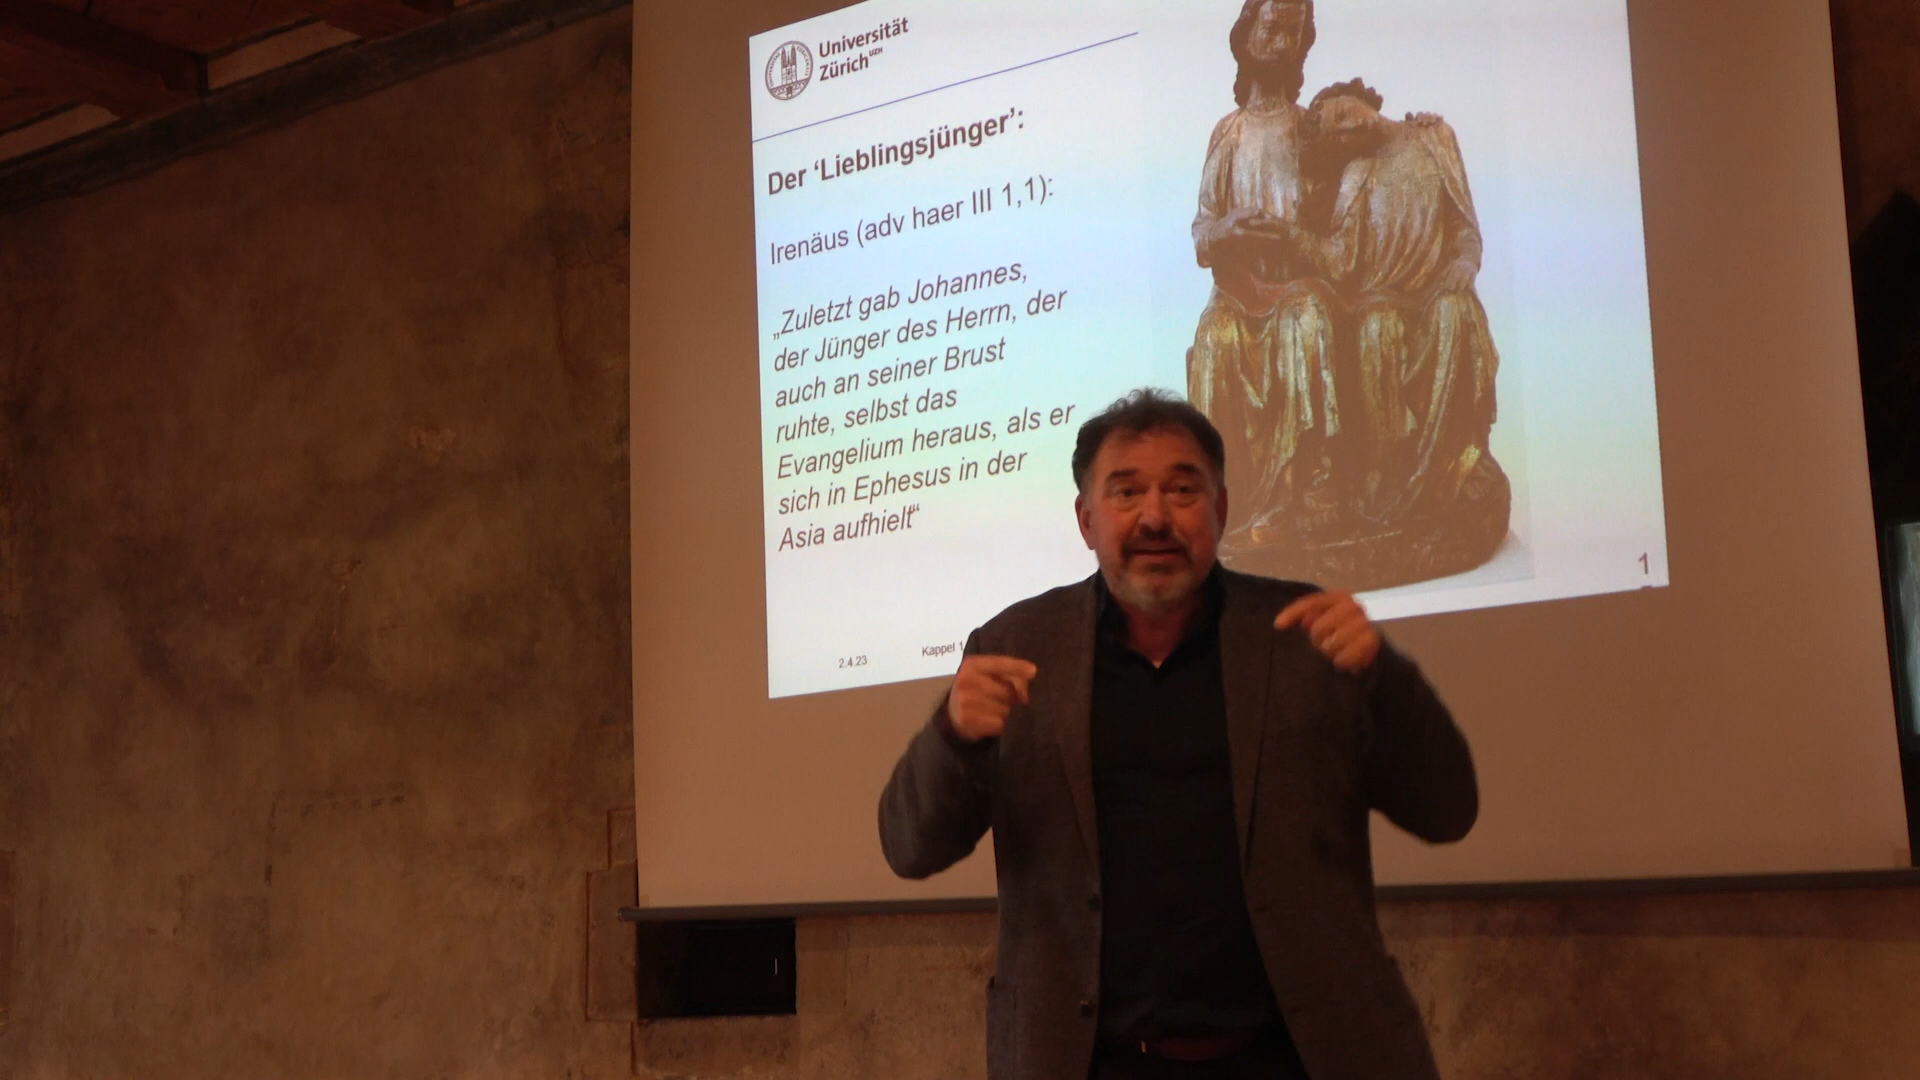 Universität
Zürich UZH
Der ‘Lieblingsjünger’:
Irenäus (adv haer III 1,1):
„Zuletzt gab Johannes,
der Jünger des Herrn, der
auch an seiner Brust
ruhte, selbst das
Evangelium heraus, als er
sich in Ephesus in der
Asia aufhielt“
1
2.4.23
Kappel 1